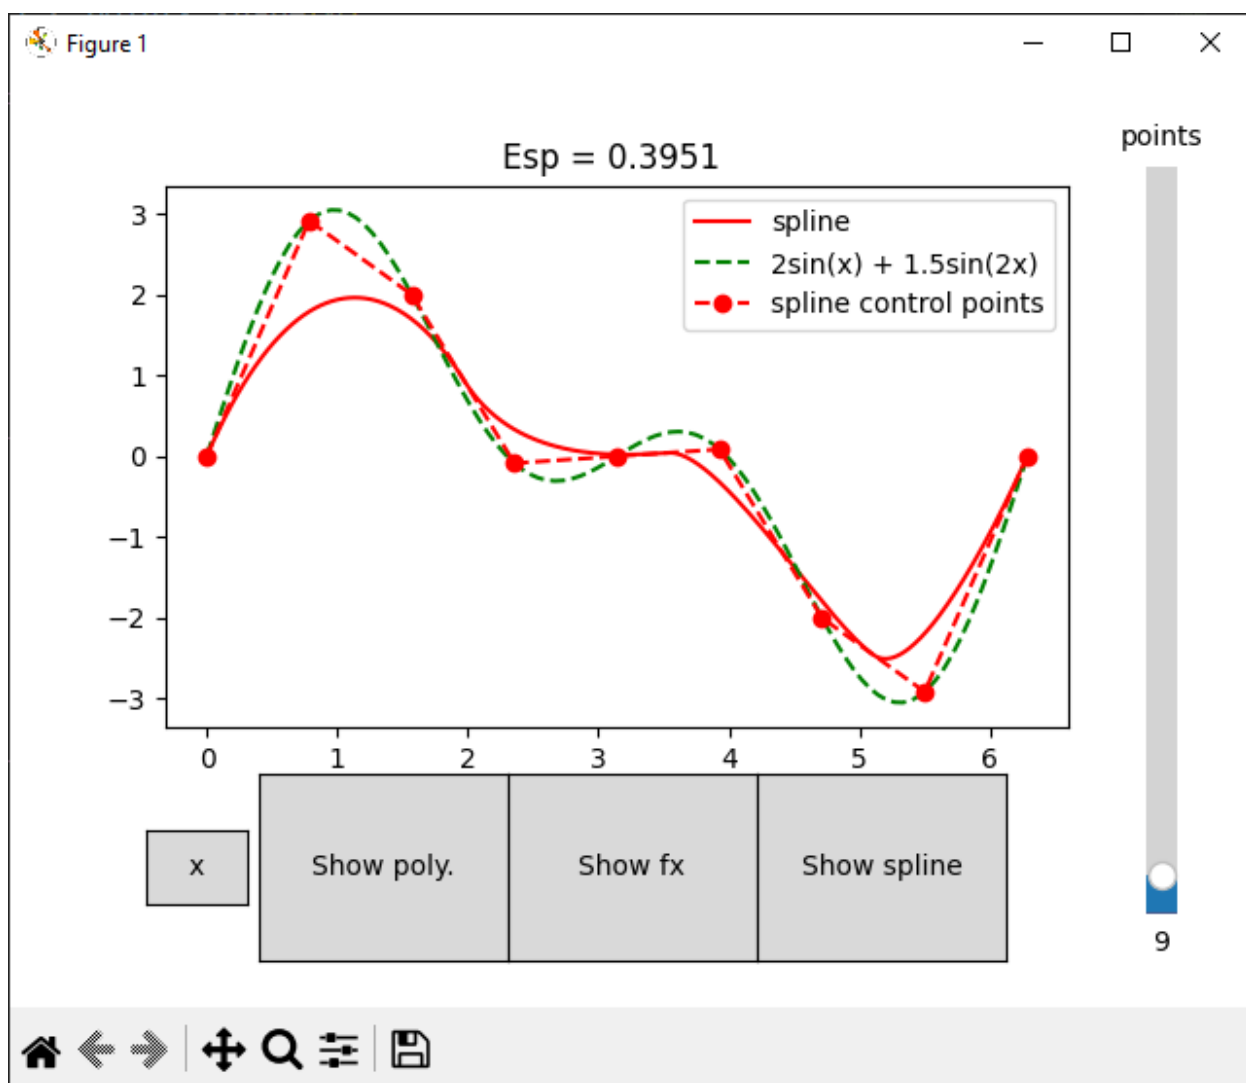 Figure 1
points
Esp = 0.3951
spline
2sin(x) + 1.5sin(2x)
spline control points
3
2
1
0
−1
−2
−3
0 1 2 3 4 5 6
x
Show poly.
Show fx
Show spline
9